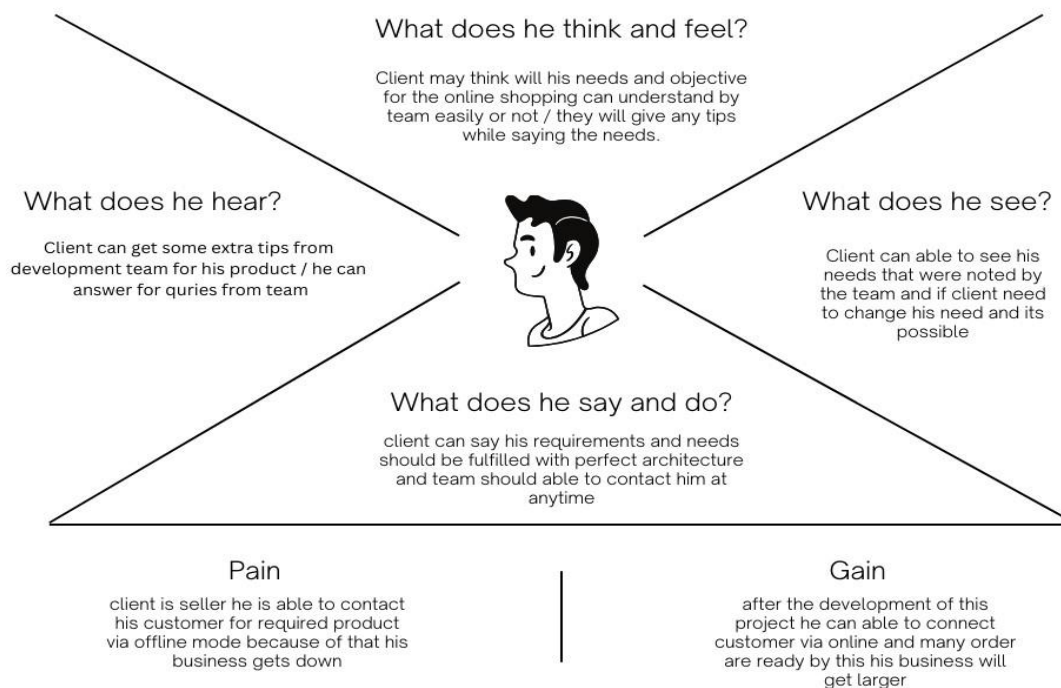 What does he think and feel?
Client may think will his needs and objective
for the online shopping can understand by
team easily or not / they will give any tips
while saying the needs.
What does he hear?
Client can get some extra tips from
development team for his product / he can
answer for quries from team
What does he see?
Client can able to see his
needs that were noted by
the team and if client need
to change his need and its
possible
What does he say and do?
client can say his requirements and needs
should be fulfilled with perfect architecture
and team should able to contact him at
anytime
Pain
client is seller he is able to contact
his customer for required product
via offline mode because of that his
business gets down
Gain
after the development of this
project he can able to connect
customer via online and many order
are ready by this his business will
get larger